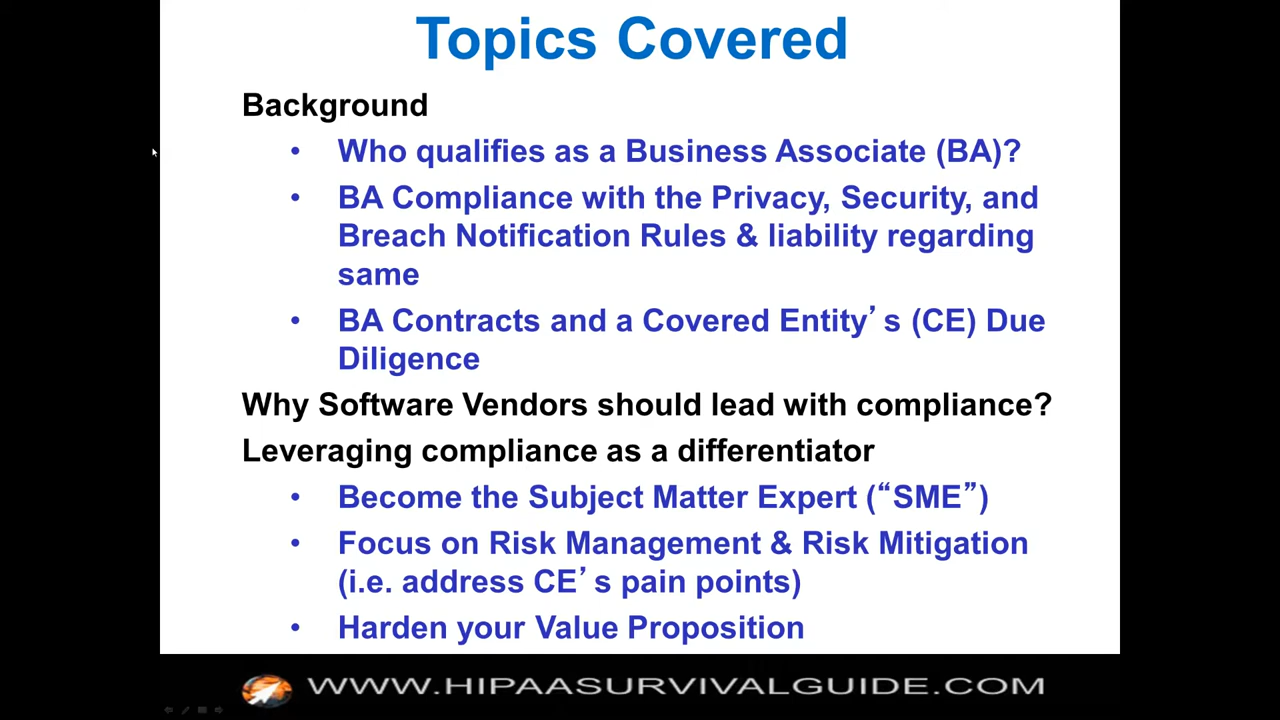 Topics Covered
Background
• Who qualifies as a Business Associate (BA)?
• BA Compliance with the Privacy, Security, and
Breach Notification Rules & liability regarding
same
• BA Contracts and a Covered Entity’s (CE) Due
Diligence
Why Software Vendors should lead with compliance?
Leveraging compliance as a differentiator
• Become the Subject Matter Expert (“SME”)
• Focus on Risk Management & Risk Mitigation
(i.e. address CE’s pain points)
• Harden your Value Proposition
WWW.HIPAASURVIVALGUIDE.COM